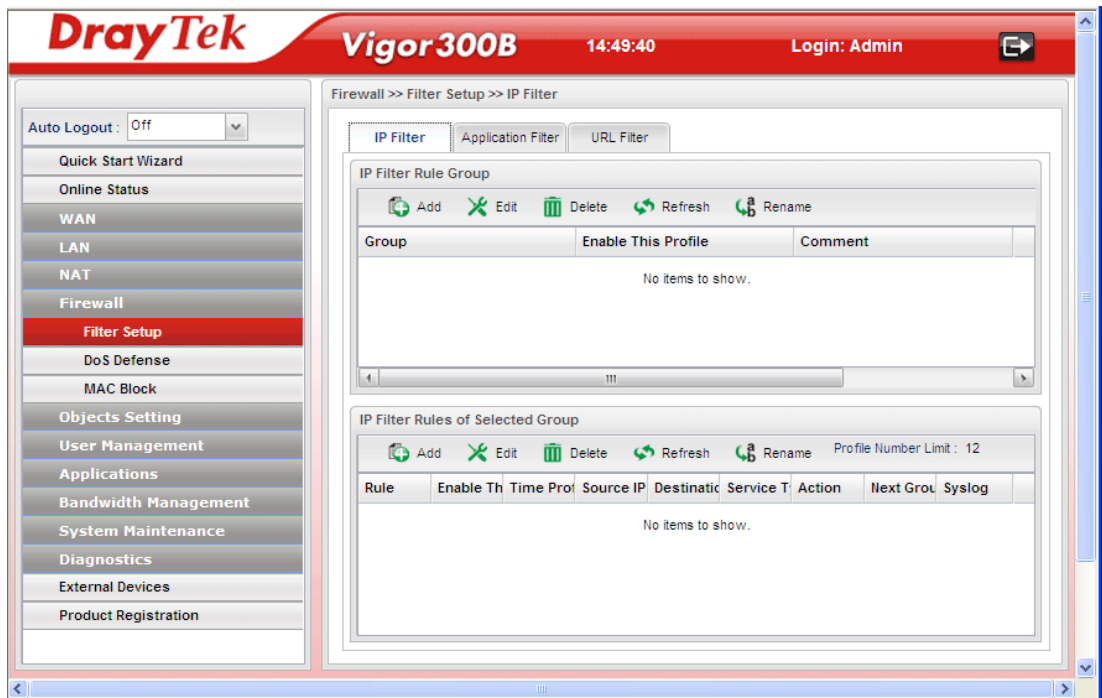 DrayTek
Vigor300B 14:49:40 Login: Admin
Auto Logout : Off
Quick Start Wizard
Online Status
WAN
LAN
NAT
Firewall
Filter Setup
DoS Defense
MAC Block
Objects Setting
User Management
Applications
Bandwidth Management
System Maintenance
Diagnostics
External Devices
Product Registration
Firewall >> Filter Setup >> IP Filter
IP Filter Application Filter URL Filter
IP Filter Rule Group
Add Edit Delete Refresh Rename
Group Enable This Profile Comment
No items to show.
IP Filter Rules of Selected Group
Add Edit Delete Refresh Rename Profile Number Limit : 12
Rule Enable Th Time Prof Source IP Destinatic Service T Action Next Grou Syslog
No items to show.